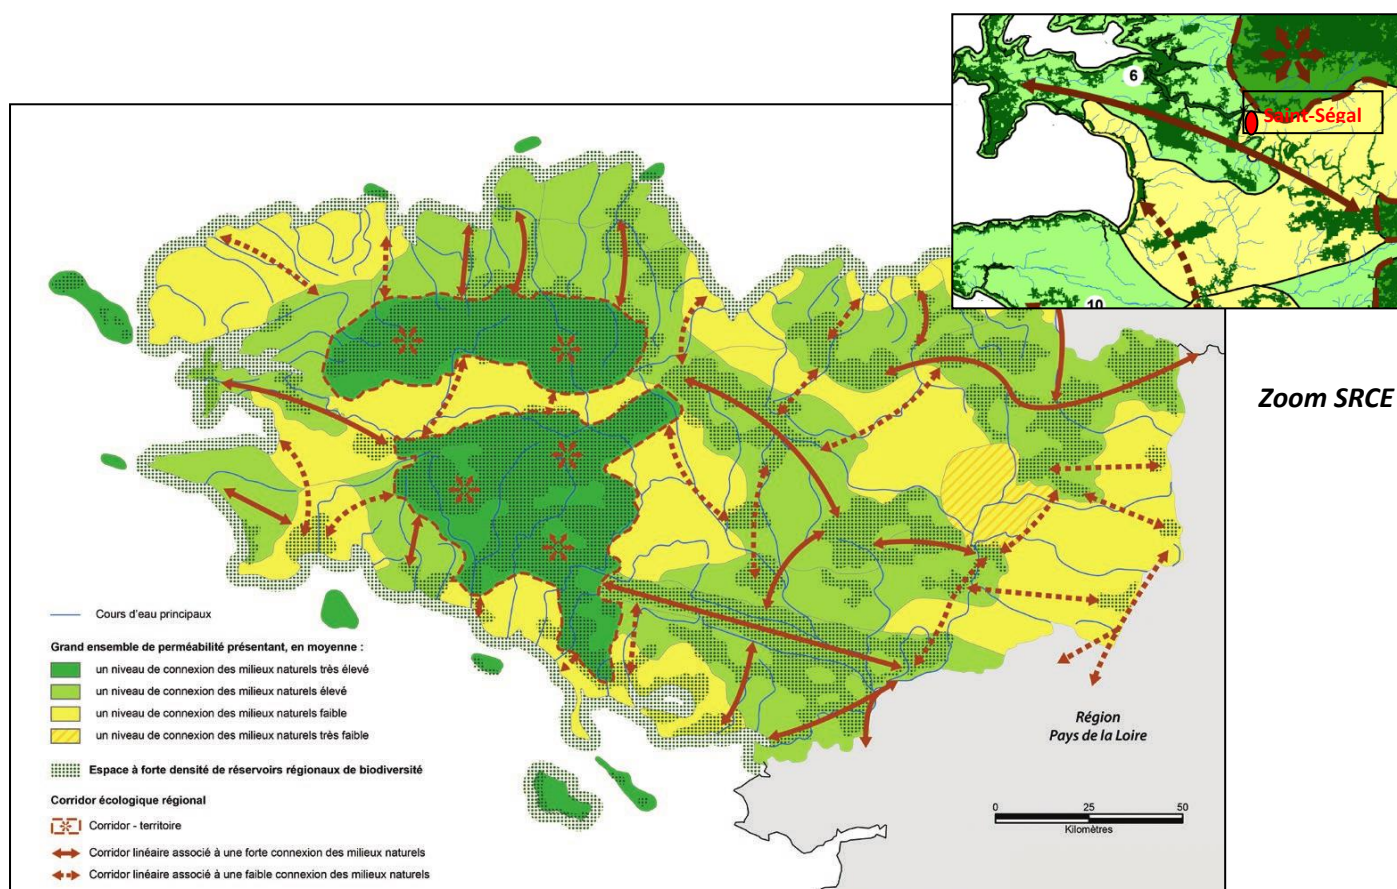 6
Saint-Ségal
10
Zoom SRCE
Cours d'eau principaux
Grand ensemble de perméabilité présentant, en moyenne :
un niveau de connexion des milieux naturels très élevé
un niveau de connexion des milieux naturels élevé
un niveau de connexion des milieux naturels faible
un niveau de connexion des milieux naturels très faible
Espace à forte densité de réservoirs régionaux de biodiversité
Corridor écologique régional
Corridor - territoire
Corridor linéaire associé à une forte connexion des milieux naturels
Corridor linéaire associé à une faible connexion des milieux naturels
Région
Pays de la Loire
0 25 50
Kilomètres